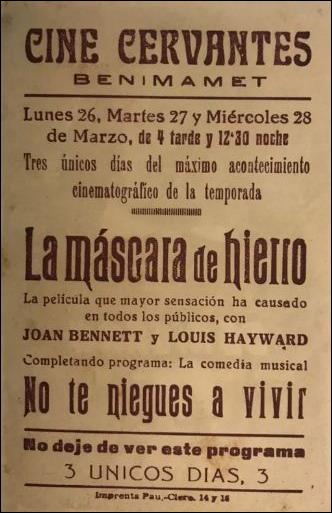 CINE CERVANTES
BENIMAMET
Lunes 26, Martes 27 y Miércoles 28
de Marzo, de 4 tarde y 12'30 noche
Tres únicos días del máximo acontecimiento
cinematográfico de la temporada
La máscara de hierro
La película que mayor sensación ha causado
en todos los públicos, con
JOAN BENNETT y LOUIS HAYWARD
Completando programa: La comedia musical
No te niegues a vivir
No deje de ver este programa
3 UNICOS DIAS, 3
Imprenta Pau,-Clero. 14 y 16